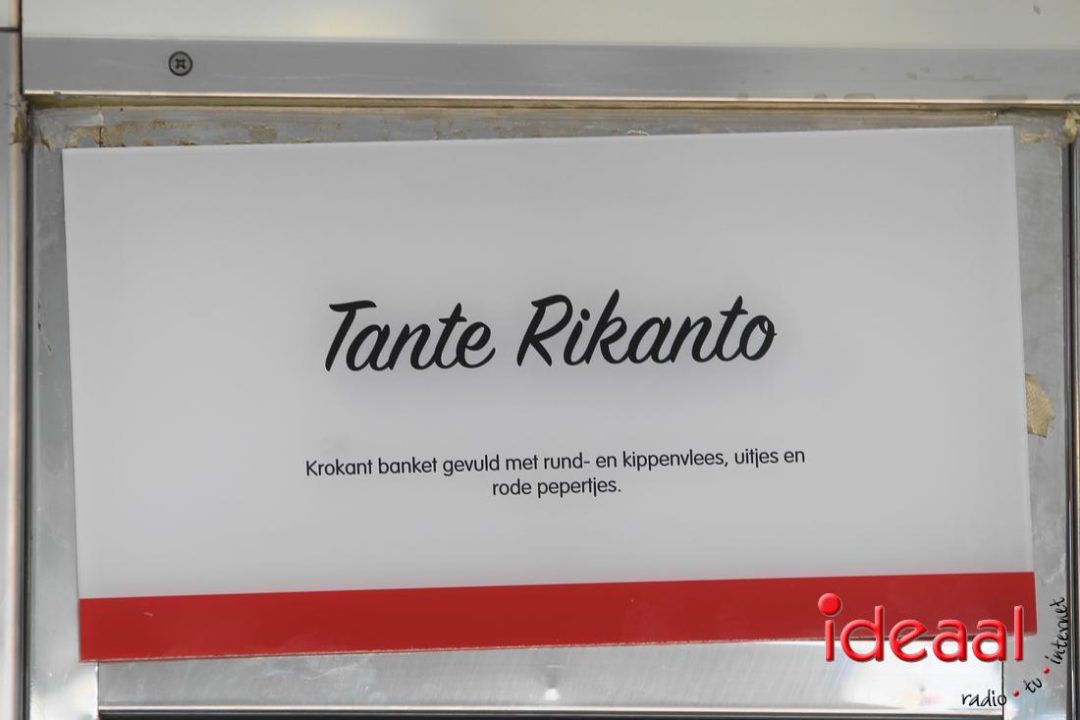 Tante Rikanto
Krokant banket gevuld met rund- en kippenvlees, uitjes en
rode pepertjes.
ideaal
radio • tv • internet